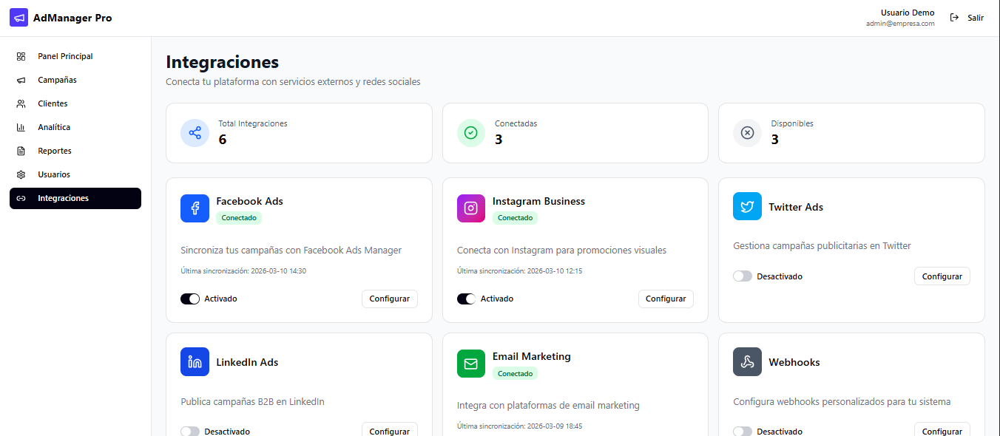 AdManager Pro
Usuario Demo
admin@empresa.com
Salir
Panel Principal
Campañas
Clientes
Analítica
Reportes
Usuarios
Integraciones
Integraciones
Conecta tu plataforma con servicios externos y redes sociales
Total Integraciones
6
Conectadas
3
Disponibles
3
Facebook Ads
Conectado
Sincroniza tus campañas con Facebook Ads Manager
Última sincronización: 2026-03-10 14:30
Activado
Configurar
Instagram Business
Conectado
Conecta con Instagram para promociones visuales
Última sincronización: 2026-03-10 12:15
Activado
Configurar
Twitter Ads
Gestiona campañas publicitarias en Twitter
Desactivado
Configurar
LinkedIn Ads
Publica campañas B2B en LinkedIn
Desactivado
Configurar
Email Marketing
Conectado
Integra con plataformas de email marketing
Última sincronización: 2026-03-09 18:45
Webhooks
Configura webhooks personalizados para tu sistema
Desactivado
Configurar